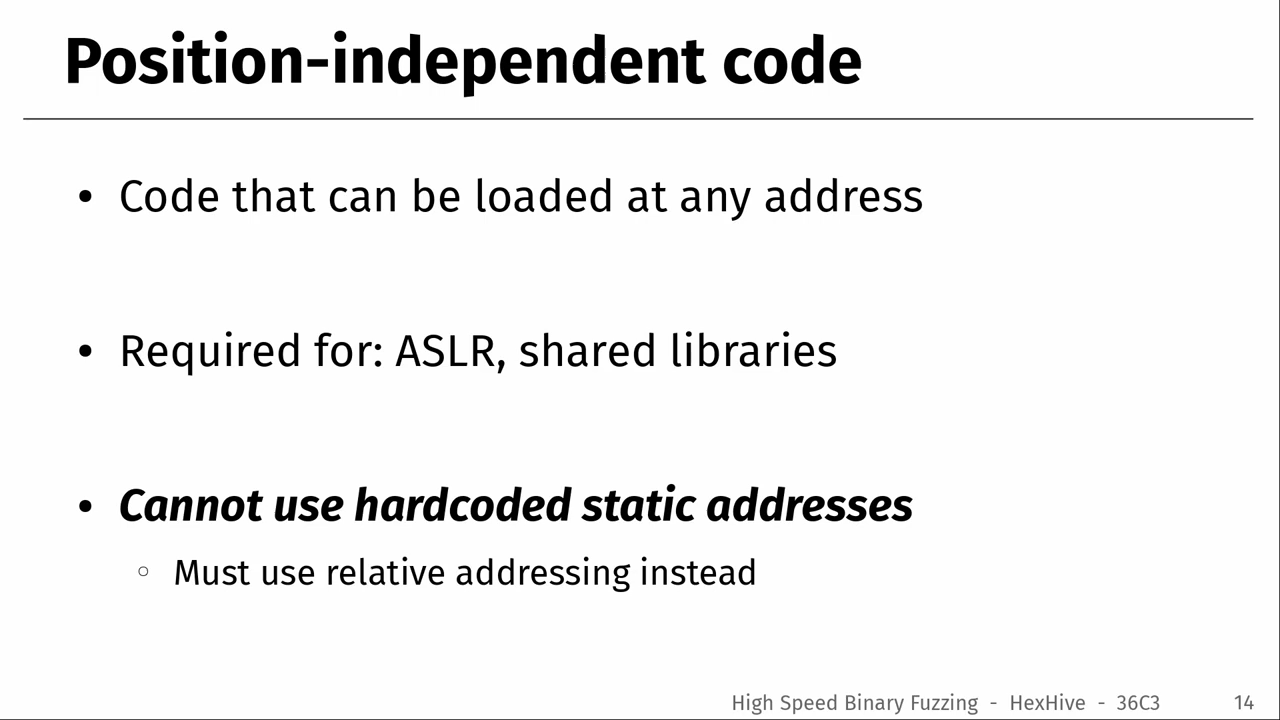 Position-independent code
• Code that can be loaded at any address
• Required for: ASLR, shared libraries
• Cannot use hardcoded static addresses
○ Must use relative addressing instead
High Speed Binary Fuzzing - HexHive - 36C3 14